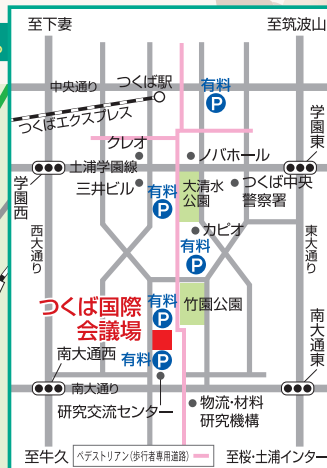 至下妻
至筑波山
中央通り
つくば駅
有料
P
つくばエクスプレス
学園東
クレオ
ノバホール
土浦学園線
学園西
三井ビル
有料
P
大清水
公園
つくば中央
警察署
西大通り
カピオ
有料
P
東大通り
つくば国際
会議場
有料
P
竹園公園
南大通西
有料
P
南大通東
南大通り
研究交流センター
物流・材料
研究機構
至牛久
ペデストリアン(歩行者専用道路)
至桜・土浦インター